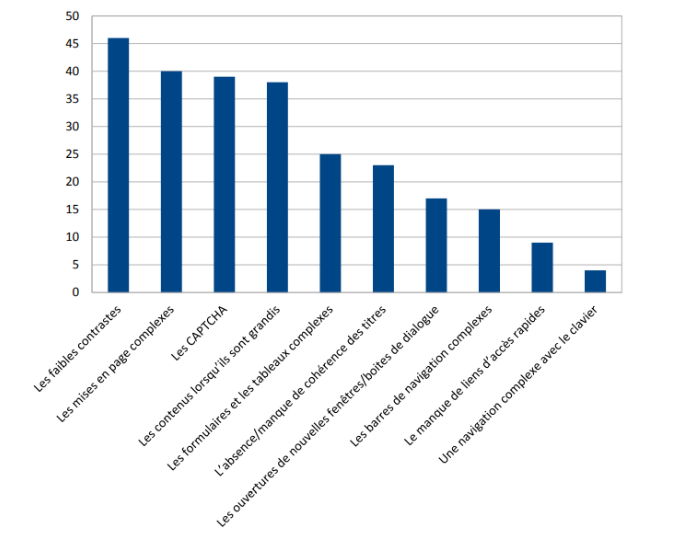 50
45
40
35
30
25
20
15
10
5
0
Les faibles contrastes
Les mises en page complexes
Les CAPTCHA
Les contenus lorsqu'ils sont grandis
Les formulaires et les tableaux complexes
L'absence/manque de cohérence des titres
Les ouvertures de nouvelles fenêtres/boites de dialogue
Les barres de navigation complexes
Le manque de liens d'accès rapides
Une navigation complexe avec le clavier